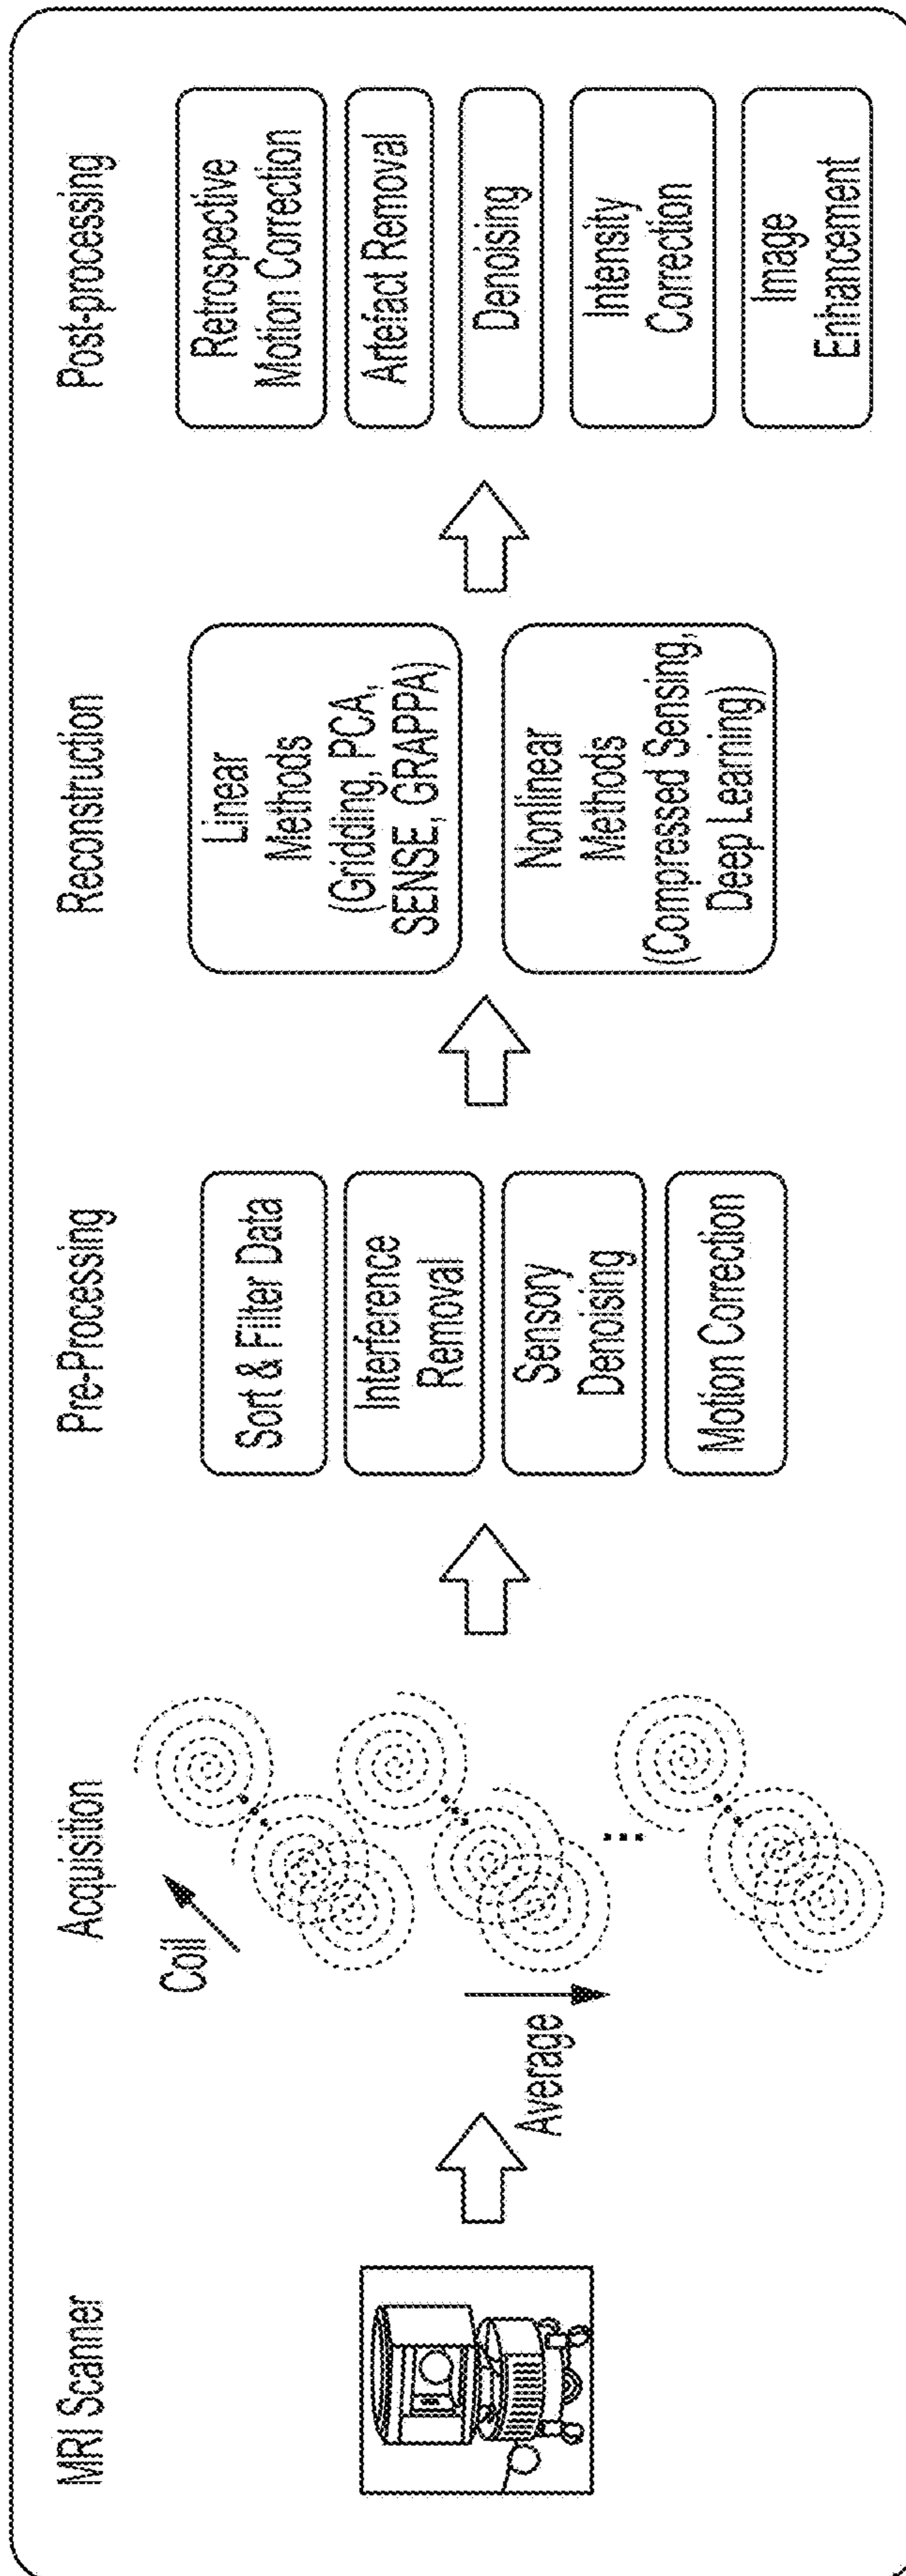 MRI Scanner
Acquisition
Coil
Average
Pre-Processing
Sort & Filter Data
Interference
Removal
Sensory
Denoising
Motion Correction
Reconstruction
Linear
Methods
(Gridding, PCA,
SENSE, GRAPPA)
Nonlinear
Methods
(Compressed Sensing,
Deep Learning)
Post-processing
Retrospective
Motion Correction
Artefact Removal
Denoising
Intensity
Correction
Image
Enhancement